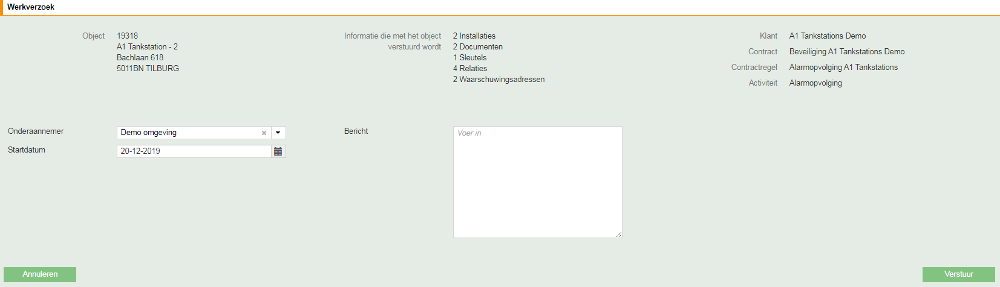 Werkverzoek
Object
19318
A1 Tankstation - 2
Bachlaan 618
5011BN TILBURG
Informatie die met het object
verstuurd wordt
2 Installaties
2 Documenten
1 Sleutels
4 Relaties
2 Waarschuwingsadressen
Klant A1 Tankstations Demo
Contract Beveiliging A1 Tankstations Demo
Contractregel Alarmopvolging A1 Tankstations
Activiteit Alarmopvolging
Onderaannemer Demo omgeving
Startdatum 20-12-2019
Bericht Voer in
Annuleren
Verstuur